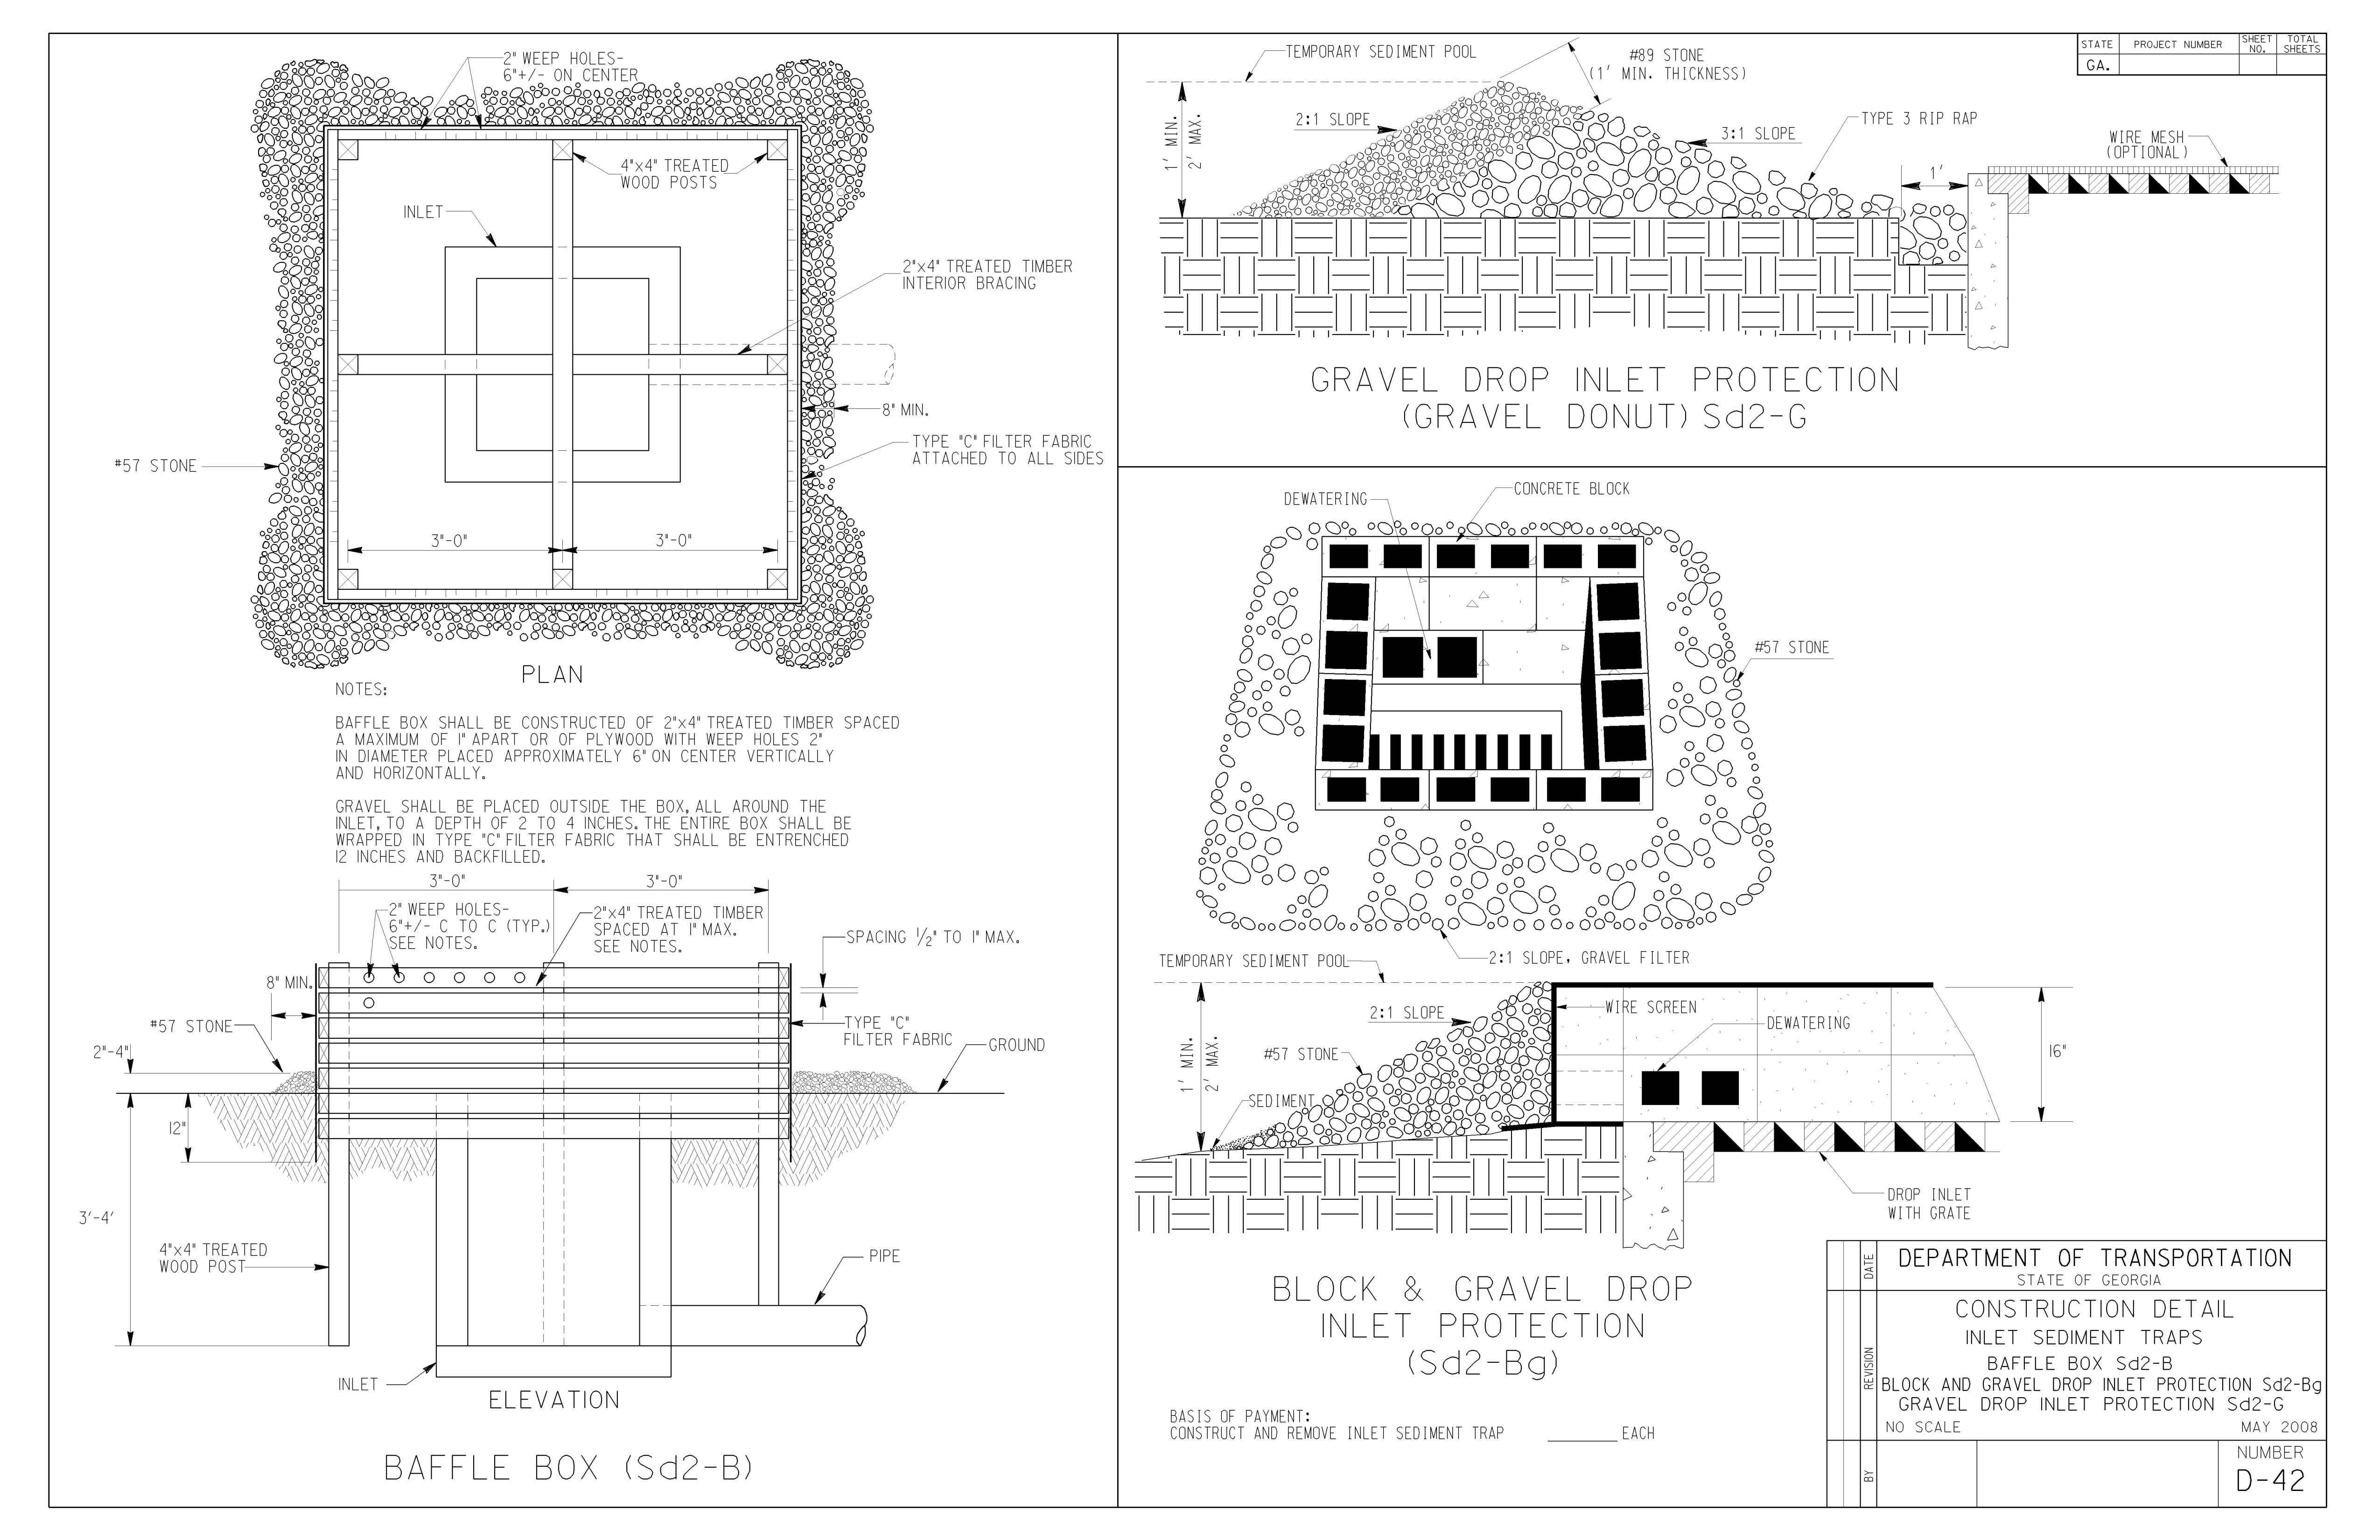 2" WEEP HOLES-
6"+/- ON CENTER
4"x4" TREATED
WOOD POSTS
INLET
2"x4" TREATED TIMBER
INTERIOR BRACING
8" MIN.
TYPE "C" FILTER FABRIC
ATTACHED TO ALL SIDES
#57 STONE
3"-0"
3"-0"
PLAN
NOTES:
BAFFLE BOX SHALL BE CONSTRUCTED OF 2"x4" TREATED TIMBER SPACED
A MAXIMUM OF 1" APART OR OF PLYWOOD WITH WEEP HOLES 2"
IN DIAMETER PLACED APPROXIMATELY 6" ON CENTER VERTICALLY
AND HORIZONTALLY.
GRAVEL SHALL BE PLACED OUTSIDE THE BOX, ALL AROUND THE
INLET, TO A DEPTH OF 2 TO 4 INCHES. THE ENTIRE BOX SHALL BE
WRAPPED IN TYPE "C" FILTER FABRIC THAT SHALL BE ENTRENCHED
12 INCHES AND BACKFILLED.
3"-0"
3"-0"
2" WEEP HOLES-
6"+/- C TO C (TYP.)
SEE NOTES.
2"x4" TREATED TIMBER
SPACED AT 1" MAX.
SEE NOTES.
SPACING 1/2" TO 1" MAX.
8" MIN.
#57 STONE
TYPE "C"
FILTER FABRIC
GROUND
2"-4"
12"
3'-4'
4"x4" TREATED
WOOD POST
PIPE
INLET
ELEVATION
BAFFLE BOX (Sd2-B)
TEMPORARY SEDIMENT POOL
#89 STONE
(1' MIN. THICKNESS)
1' MIN.
2' MAX.
2:1 SLOPE
3:1 SLOPE
TYPE 3 RIP RAP
WIRE MESH
(OPTIONAL)
1'
GRAVEL DROP INLET PROTECTION
(GRAVEL DONUT) Sd2-G
STATE
PROJECT NUMBER
SHEET
NO.
TOTAL
SHEETS
GA.
DEWATERING
CONCRETE BLOCK
#57 STONE
2:1 SLOPE, GRAVEL FILTER
TEMPORARY SEDIMENT POOL
2:1 SLOPE
WIRE SCREEN
DEWATERING
#57 STONE
1' MIN.
2' MAX.
SEDIMENT
16"
DROP INLET
WITH GRATE
BLOCK & GRAVEL DROP
INLET PROTECTION
(Sd2-Bg)
BASIS OF PAYMENT:
CONSTRUCT AND REMOVE INLET SEDIMENT TRAP ________ EACH
DATE
REVISION
BY
DEPARTMENT OF TRANSPORTATION
STATE OF GEORGIA
CONSTRUCTION DETAIL
INLET SEDIMENT TRAPS
BAFFLE BOX Sd2-B
BLOCK AND GRAVEL DROP INLET PROTECTION Sd2-Bg
GRAVEL DROP INLET PROTECTION Sd2-G
NO SCALE MAY 2008
NUMBER
D-42